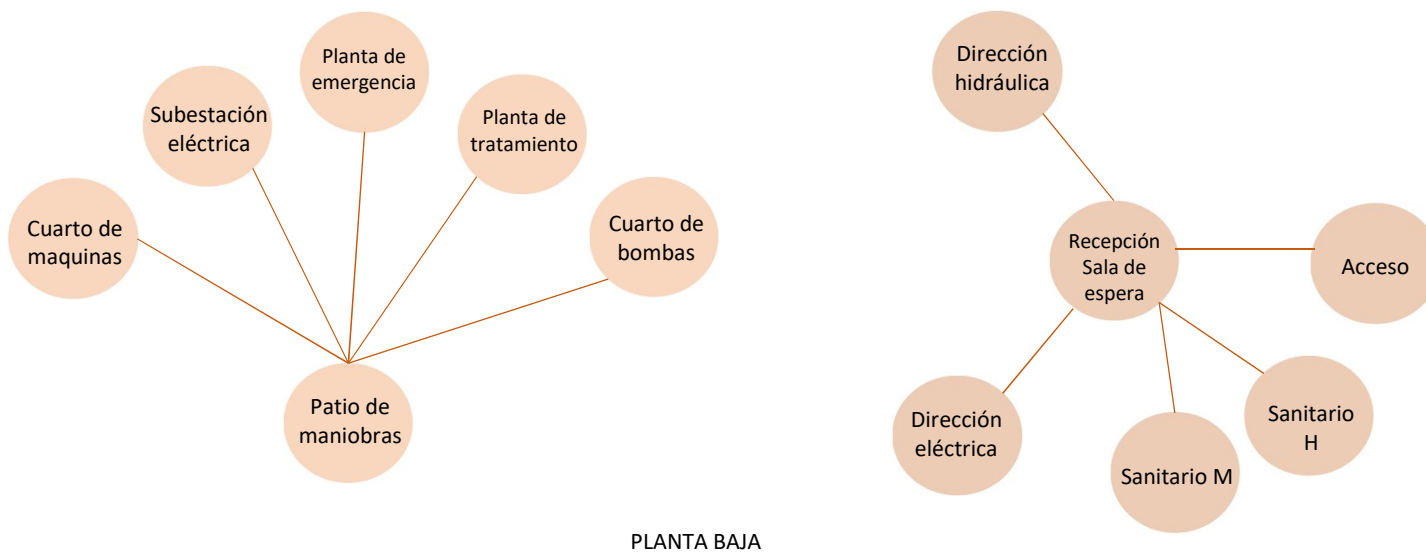 Planta de
emergencia
Subestación
eléctrica
Planta de
tratamiento
Cuarto de
maquinas
Cuarto de
bombas
Patio de
maniobras
Dirección
hidráulica
Recepción
Sala de
espera
Acceso
Dirección
eléctrica
Sanitario M
Sanitario
H
PLANTA BAJA